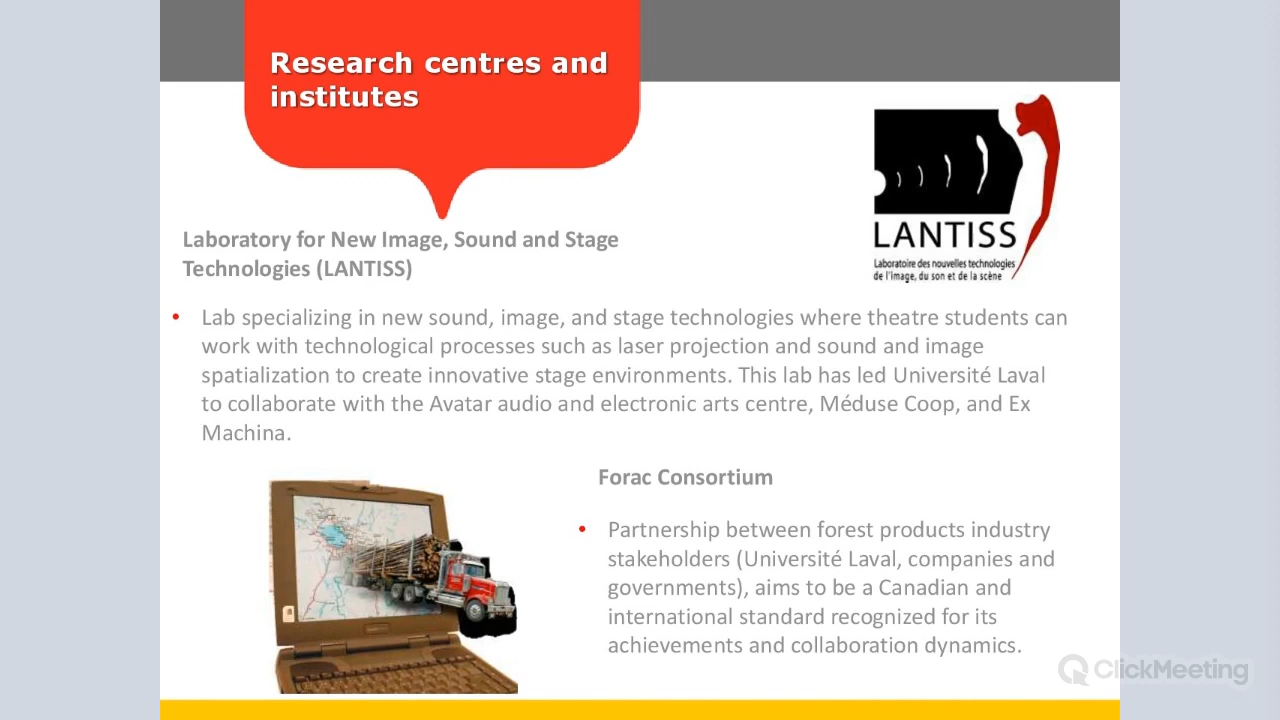 Research centres and
institutes
LANTISS
Laboratoire des nouvelles technologies
de l'image, du son et de la scène
Laboratory for New Image, Sound and Stage
Technologies (LANTISS)
• Lab specializing in new sound, image, and stage technologies where theatre students can
work with technological processes such as laser projection and sound and image
spatialization to create innovative stage environments. This lab has led Université Laval
to collaborate with the Avatar audio and electronic arts centre, Méduse Coop, and Ex
Machina.
Forac Consortium
• Partnership between forest products industry
stakeholders (Université Laval, companies and
governments), aims to be a Canadian and
international standard recognized for its
achievements and collaboration dynamics.
ClickMeeting